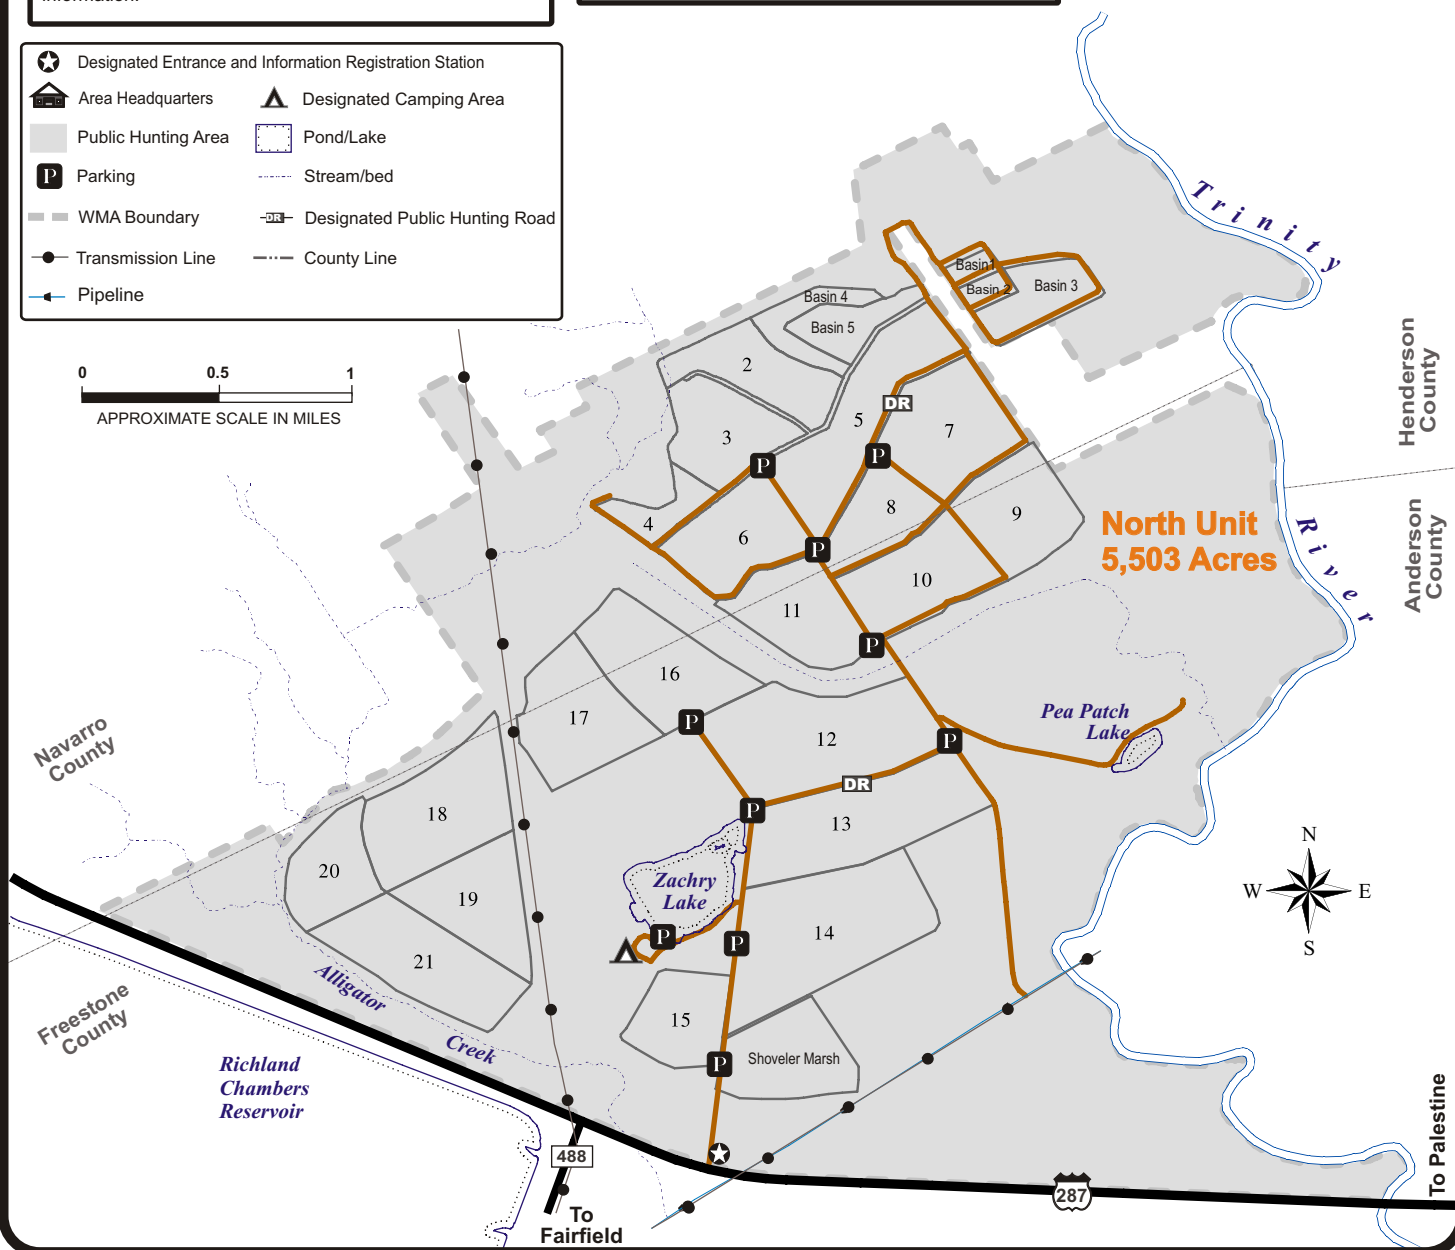 Designated Entrance and Information Registration Station
Area Headquarters
Designated Camping Area
Public Hunting Area
Pond/Lake
P
Parking
Stream/bed
WMA Boundary
DR
Designated Public Hunting Road
Transmission Line
County Line
Pipeline
0 0.5 1
APPROXIMATE SCALE IN MILES
Trinity
River
Henderson
County
Anderson
County
Navarro
County
Freestone
County
North Unit
5,503 Acres
Basin1
Basin 2
Basin 3
Basin 4
Basin 5
2
3
4
5
DR
6
7
8
9
10
11
12
DR
13
14
15
16
17
18
19
20
21
P
P
P
P
P
P
P
P
P
P
Pea Patch
Lake
Zachry
Lake
Shoveler Marsh
Alligator
Creek
Richland
Chambers
Reservoir
N
W E
S
488
To
Fairfield
287
To Palestine